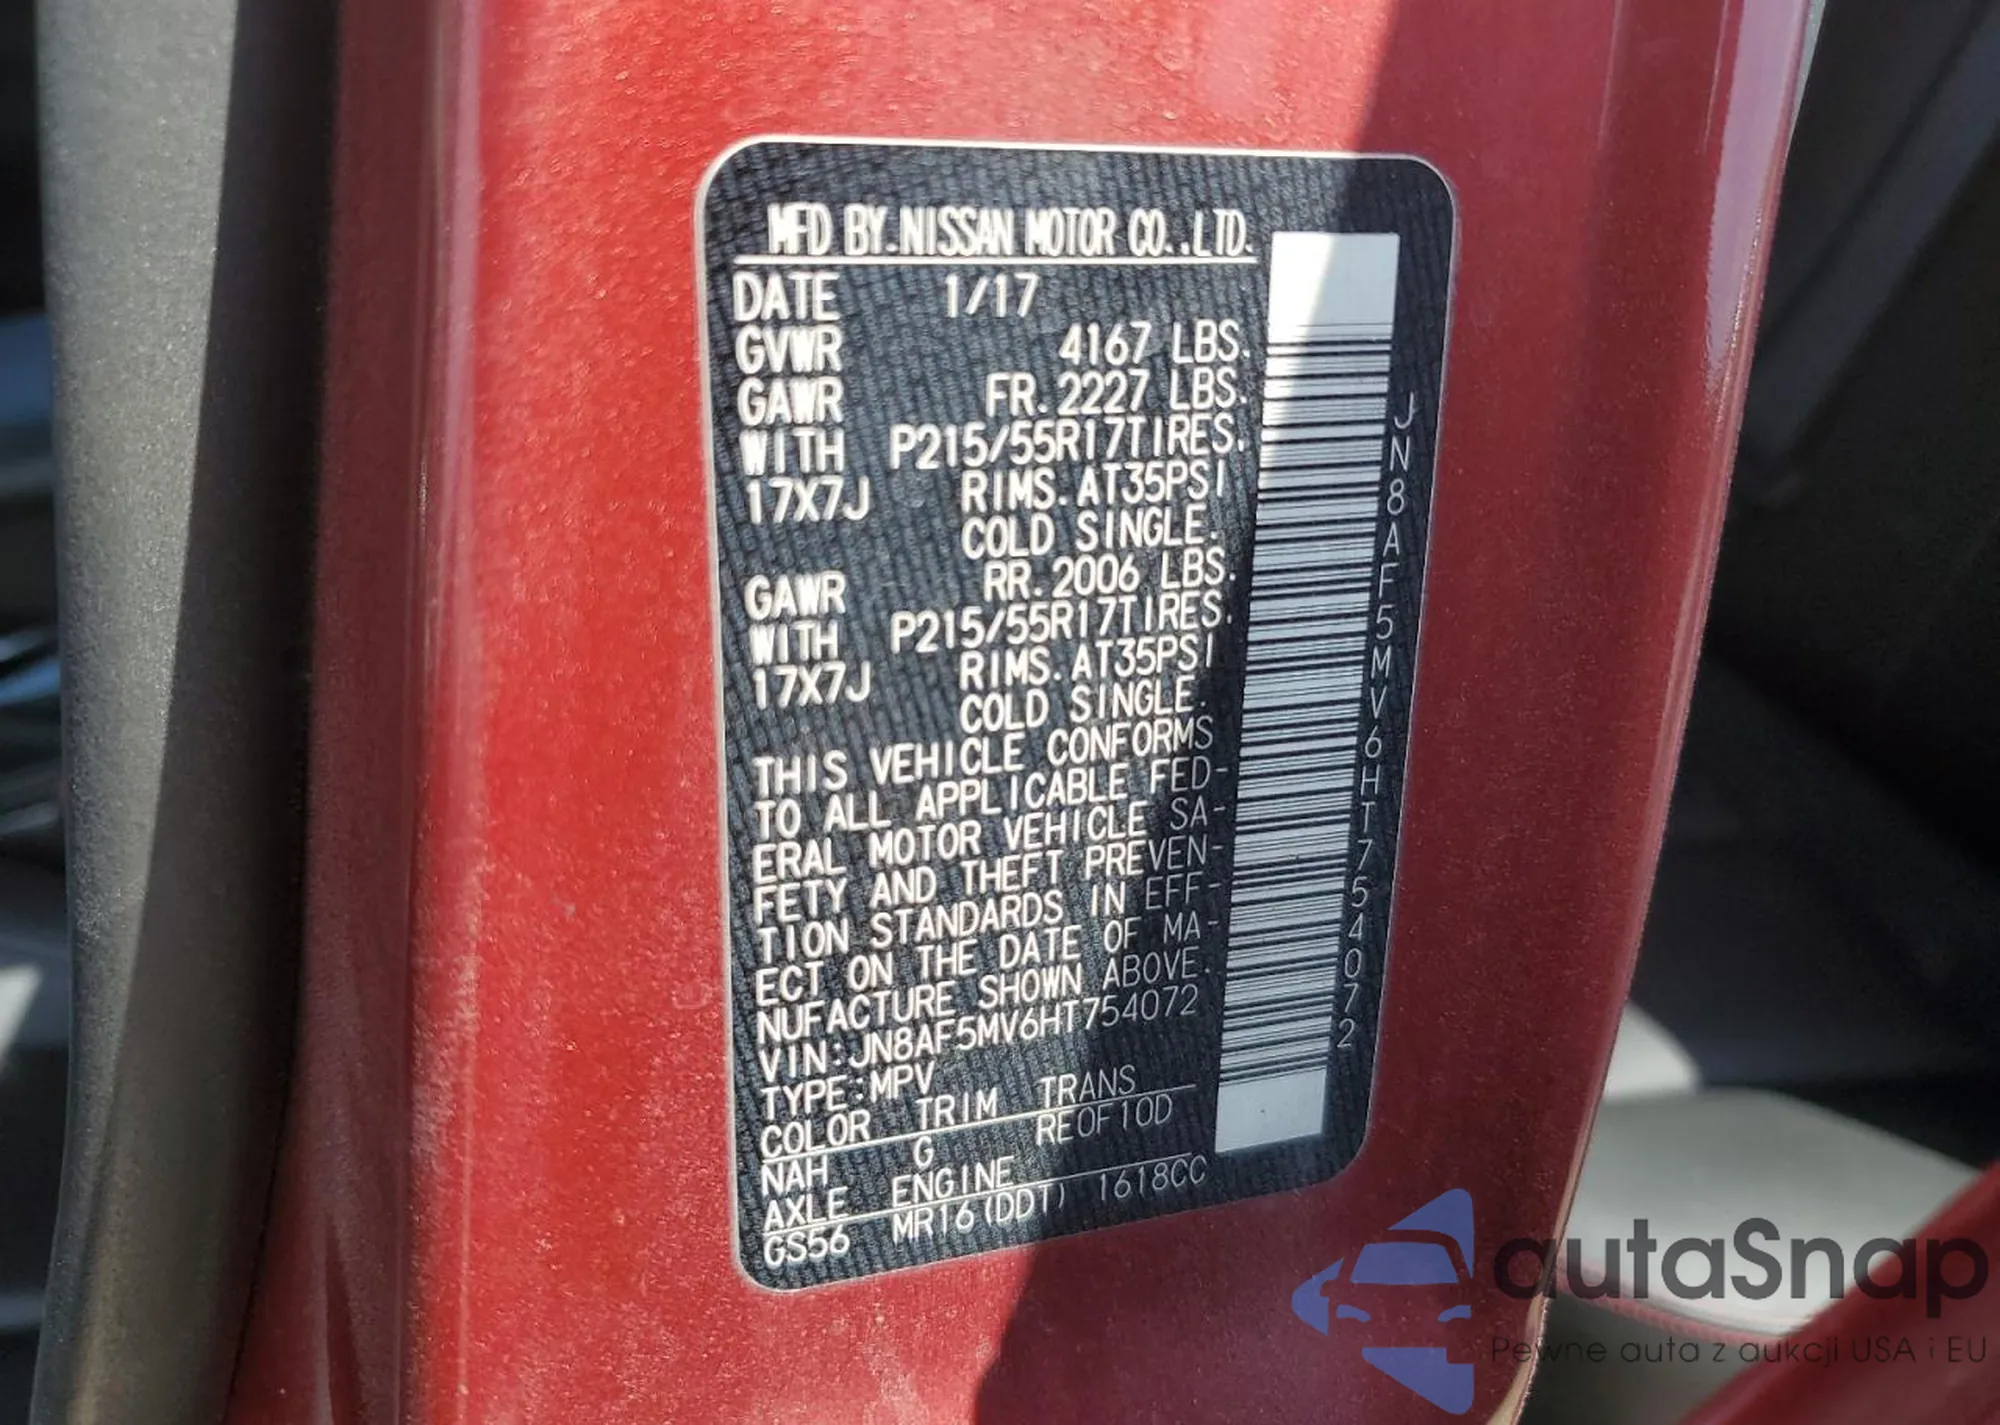 MFD BY.NISSAN MOTOR CO.,LTD.
DATE 1/17
GVWR 4167 LBS.
GAWR FR.2227 LBS.
WITH P215/55R17TIRES.
17X7J RIMS.AT35PSI
COLD SINGLE.
GAWR RR.2006 LBS.
WITH P215/55R17TIRES.
17X7J RIMS.AT35PSI
COLD SINGLE.
THIS VEHICLE CONFORMS
TO ALL APPLICABLE FED-
ERAL MOTOR VEHICLE SA-
FETY AND THEFT PREVEN-
TION STANDARDS IN EFF-
ECT ON THE DATE OF MA-
NUFACTURE SHOWN ABOVE.
VIN:JN8AF5MV6HT754072
TYPE:MPV
COLOR TRIM TRANS
NAH G RE0F10D
AXLE ENGINE
GS56 MR16(DDT) 1618CC
JN8AF5MV6HT754072
autaSnap
Pewne auta z aukcji USA i EU